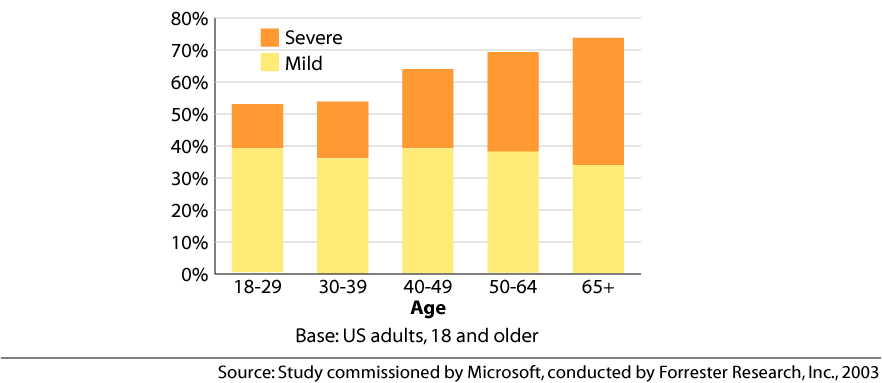 80%
70%
60%
50%
40%
30%
20%
10%
0%
Severe
Mild
18-29 30-39 40-49 50-64 65+
Age
Base: US adults, 18 and older
Source: Study commissioned by Microsoft, conducted by Forrester Research, Inc., 2003